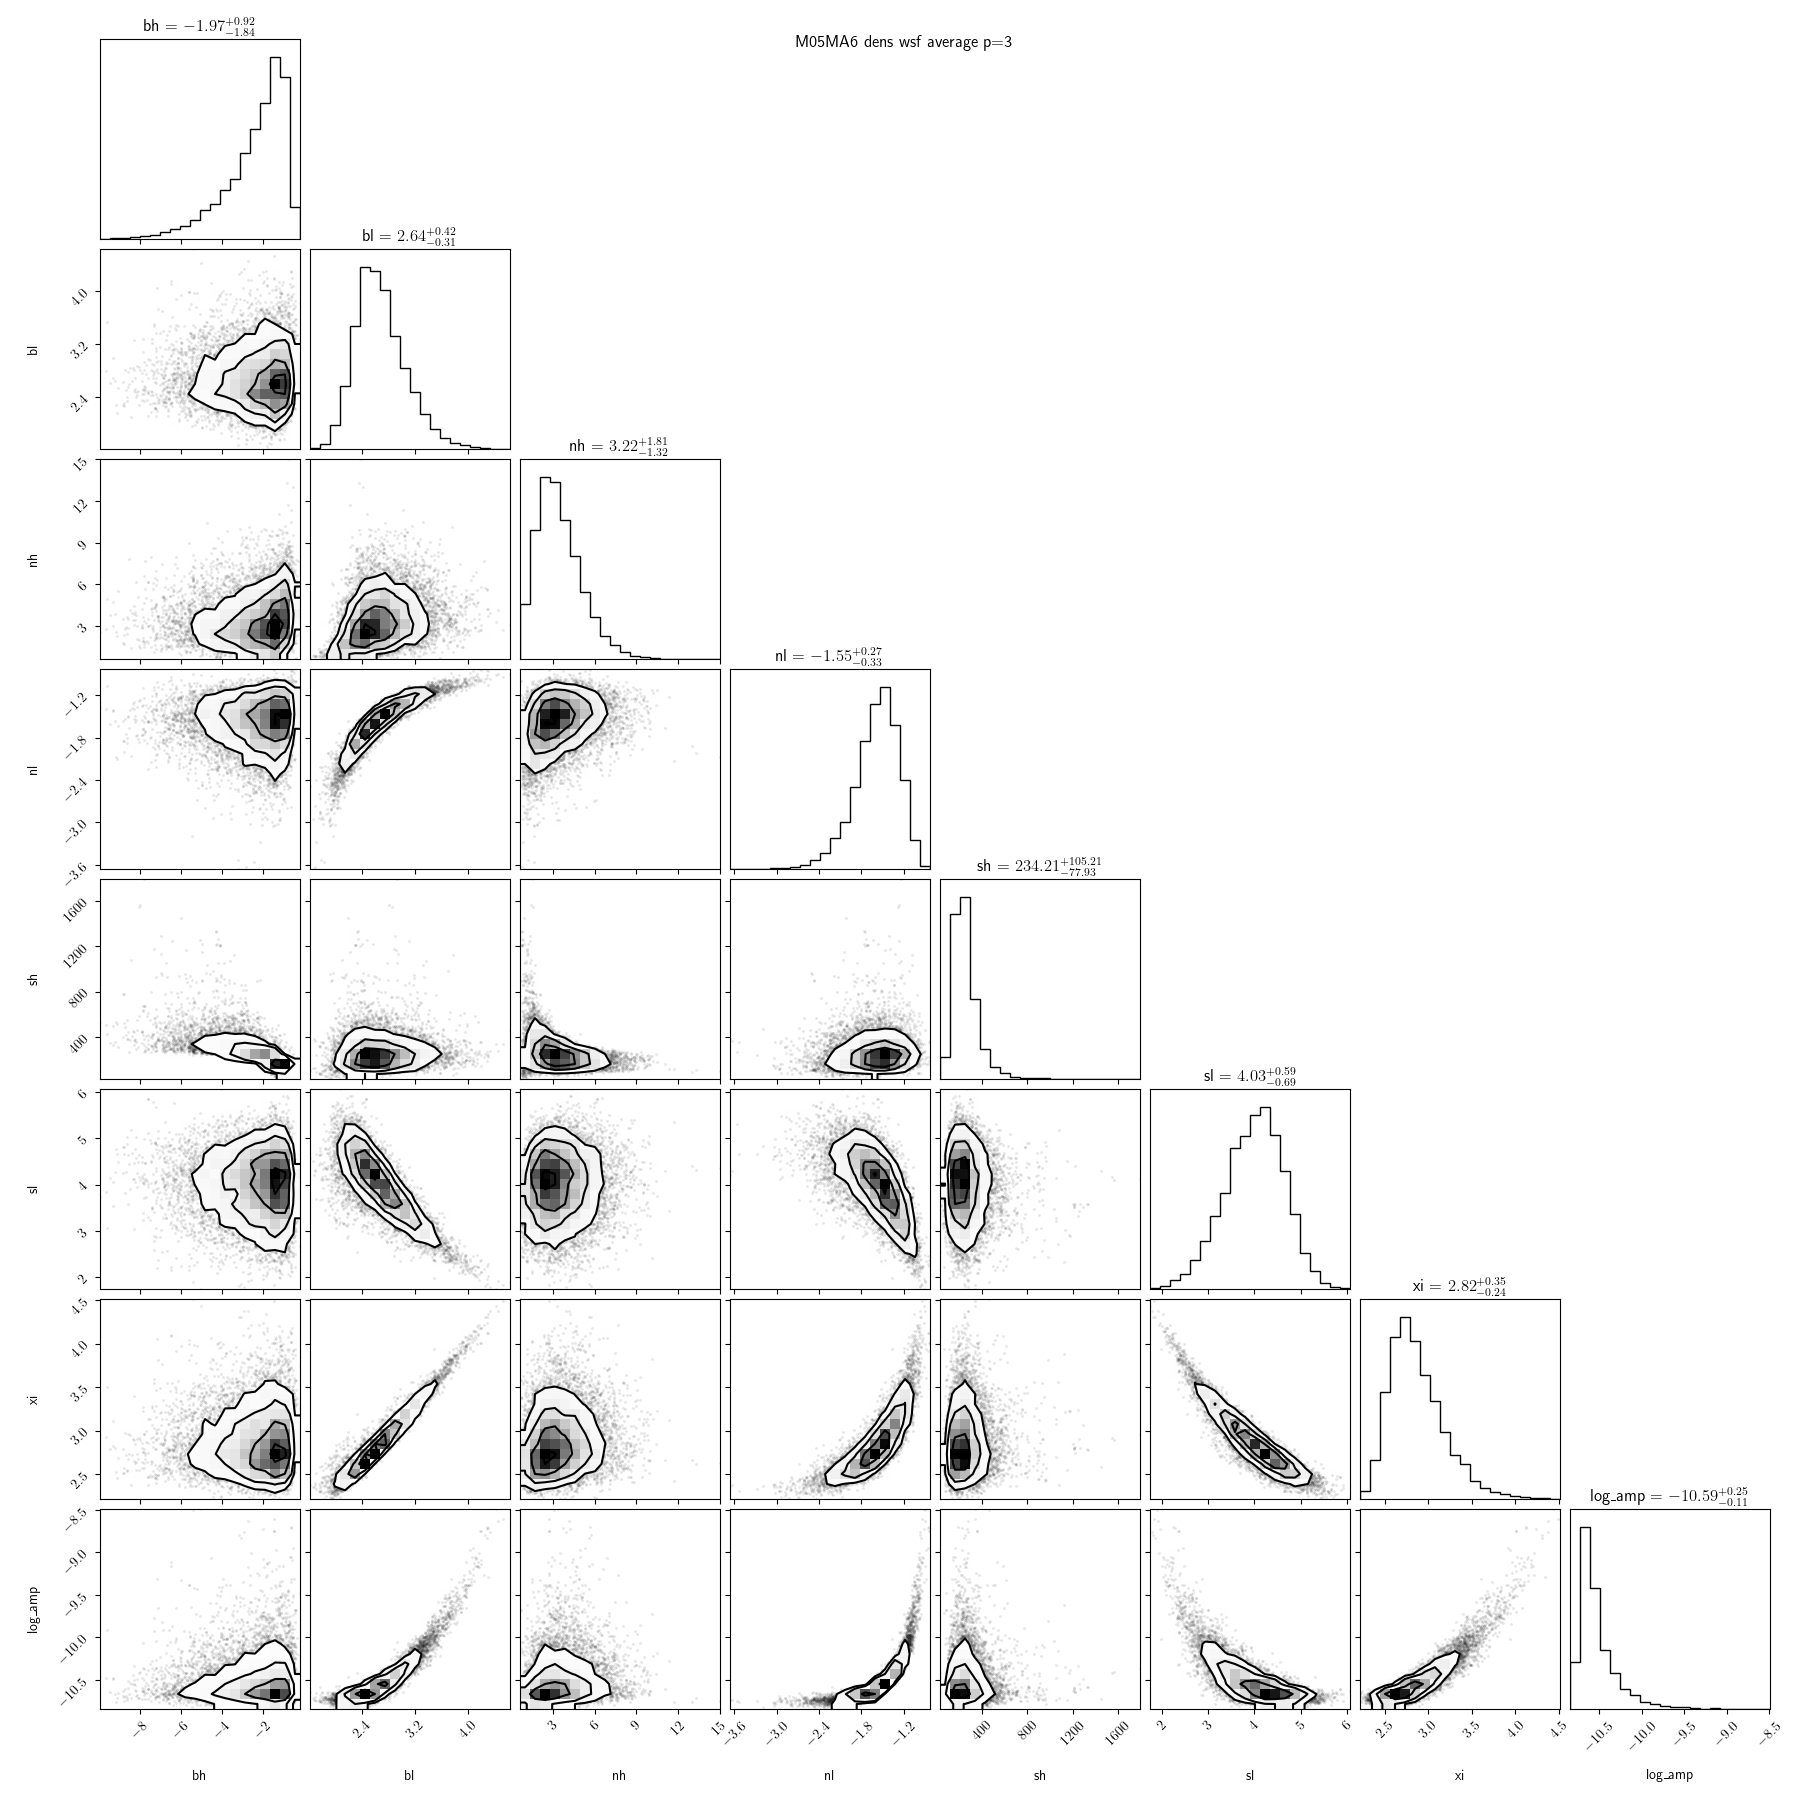 M05MA6 dens wsf average p=3
bh = −1.97 +0.92 −1.84
bl = 2.64 +0.42 −0.31
nh = 3.22 +1.81 −1.32
nl = −1.55 +0.27 −0.33
sh = 234.21 +105.21 −77.93
sl = 4.03 +0.59 −0.69
xi = 2.82 +0.35 −0.24
log_amp = −10.59 +0.25 −0.11
bl
4.0
3.2
2.4
nh
15
12
9
6
3
nl
−1.2
−1.8
−2.4
−3.0
−3.6
sh
1600
1200
800
400
sl
6
5
4
3
2
xi
4.5
4.0
3.5
3.0
2.5
log_amp
−8.5
−9.0
−9.5
−10.0
−10.5
−8 −6 −4 −2
2.4 3.2 4.0
3 6 9 12 15
−3.6 −3.0 −2.4 −1.8 −1.2
400 800 1200 1600
2 3 4 5 6
2.5 3.0 3.5 4.0 4.5
−10.5 −10.0 −9.5 −9.0 −8.5
bh bl nh nl sh sl xi log_amp